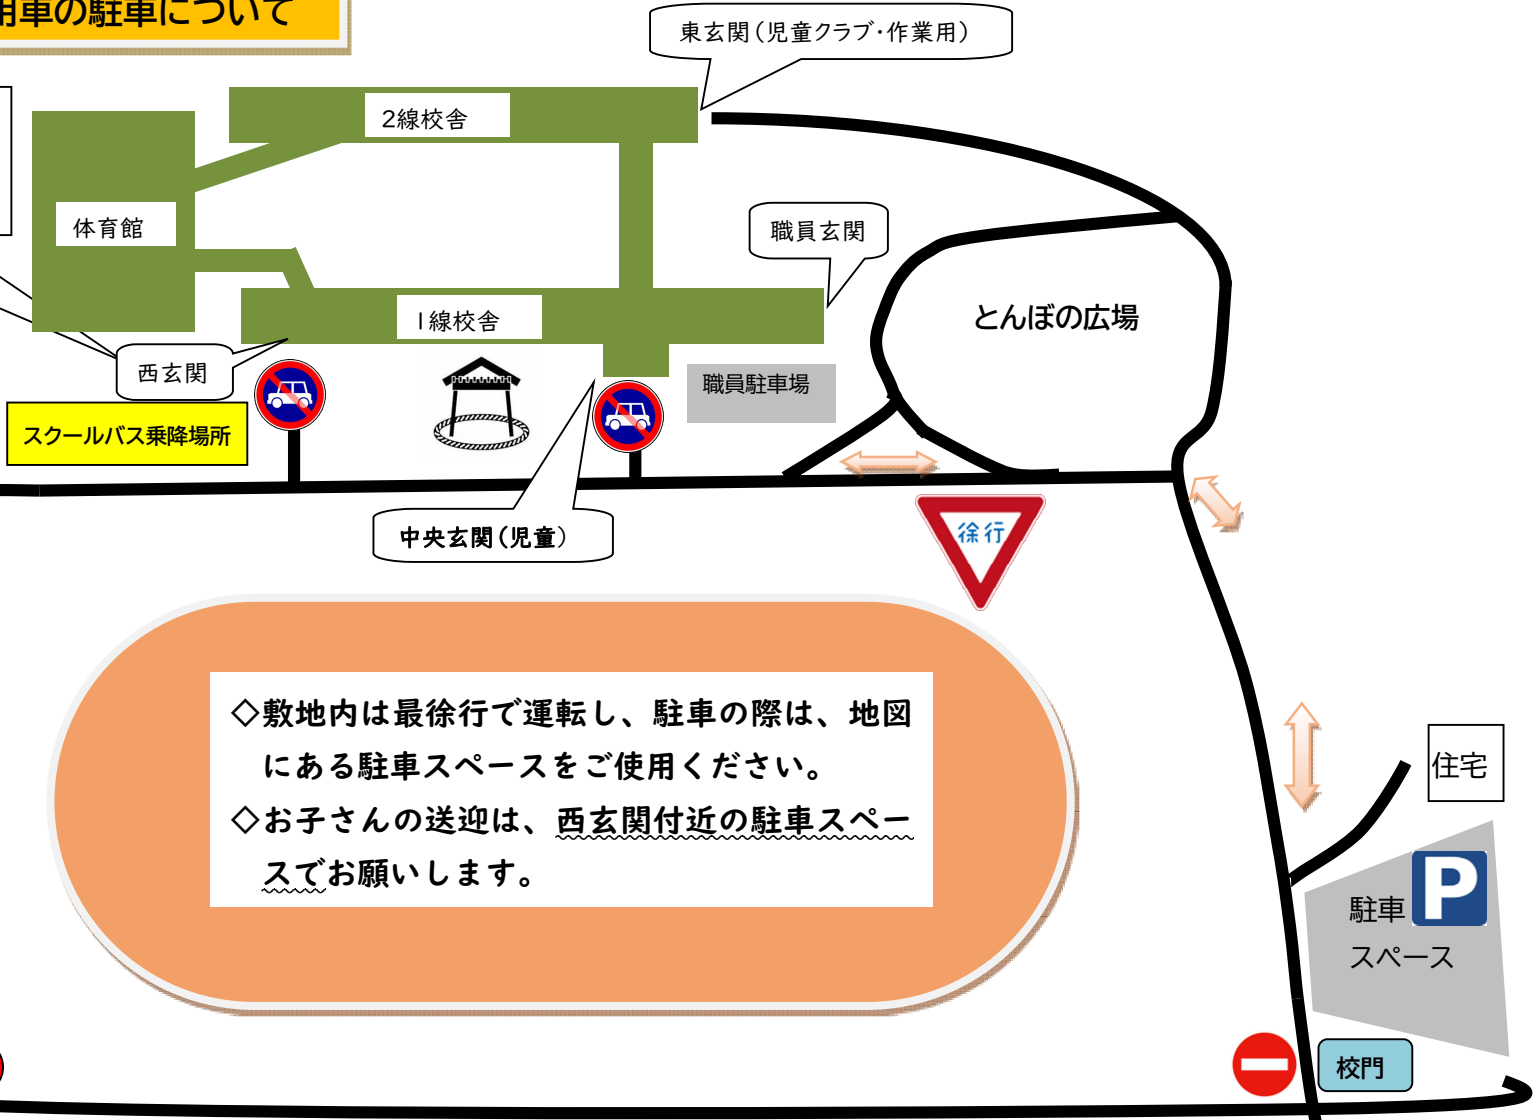 用車の駐車について
東玄関（児童クラブ・作業用）
2線校舎
体育館
職員玄関
1線校舎
とんぼの広場
西玄関
職員駐車場
スクールバス乗降場所
中央玄関（児童）
徐行
◇敷地内は最徐行で運転し、駐車の際は、地図
にある駐車スペースをご使用ください。
◇お子さんの送迎は、西玄関付近の駐車スペー
スでお願いします。
住宅
駐車
P
スペース
校門